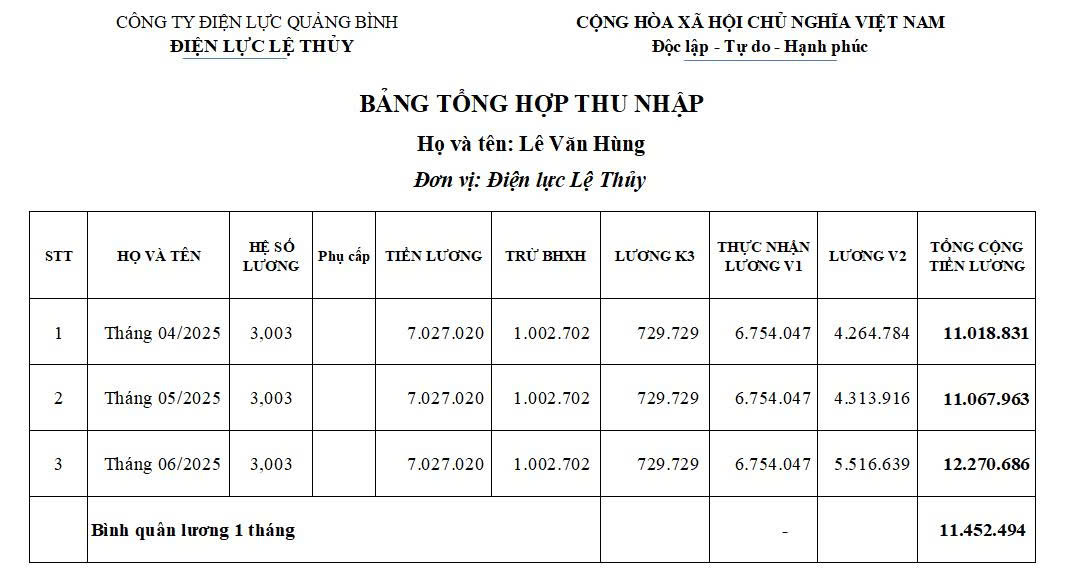 CÔNG TY ĐIỆN LỰC QUẢNG BÌNH
ĐIỆN LỰC LỆ THỦY
CỘNG HÒA XÃ HỘI CHỦ NGHĨA VIỆT NAM
Độc lập - Tự do - Hạnh phúc
BẢNG TỔNG HỢP THU NHẬP
Họ và tên: Lê Văn Hùng
Đơn vị: Điện lực Lệ Thủy
STT HỌ VÀ TÊN HỆ SỐ LƯƠNG Phụ cấp TIỀN LƯƠNG TRỪ BHXH LƯƠNG K3 THỰC NHẬN LƯƠNG V1 LƯƠNG V2 TỔNG CỘNG TIỀN LƯƠNG
1 Tháng 04/2025 3,003 7.027.020 1.002.702 729.729 6.754.047 4.264.784 11.018.831
2 Tháng 05/2025 3,003 7.027.020 1.002.702 729.729 6.754.047 4.313.916 11.067.963
3 Tháng 06/2025 3,003 7.027.020 1.002.702 729.729 6.754.047 5.516.639 12.270.686
Bình quân lương 1 tháng - 11.452.494